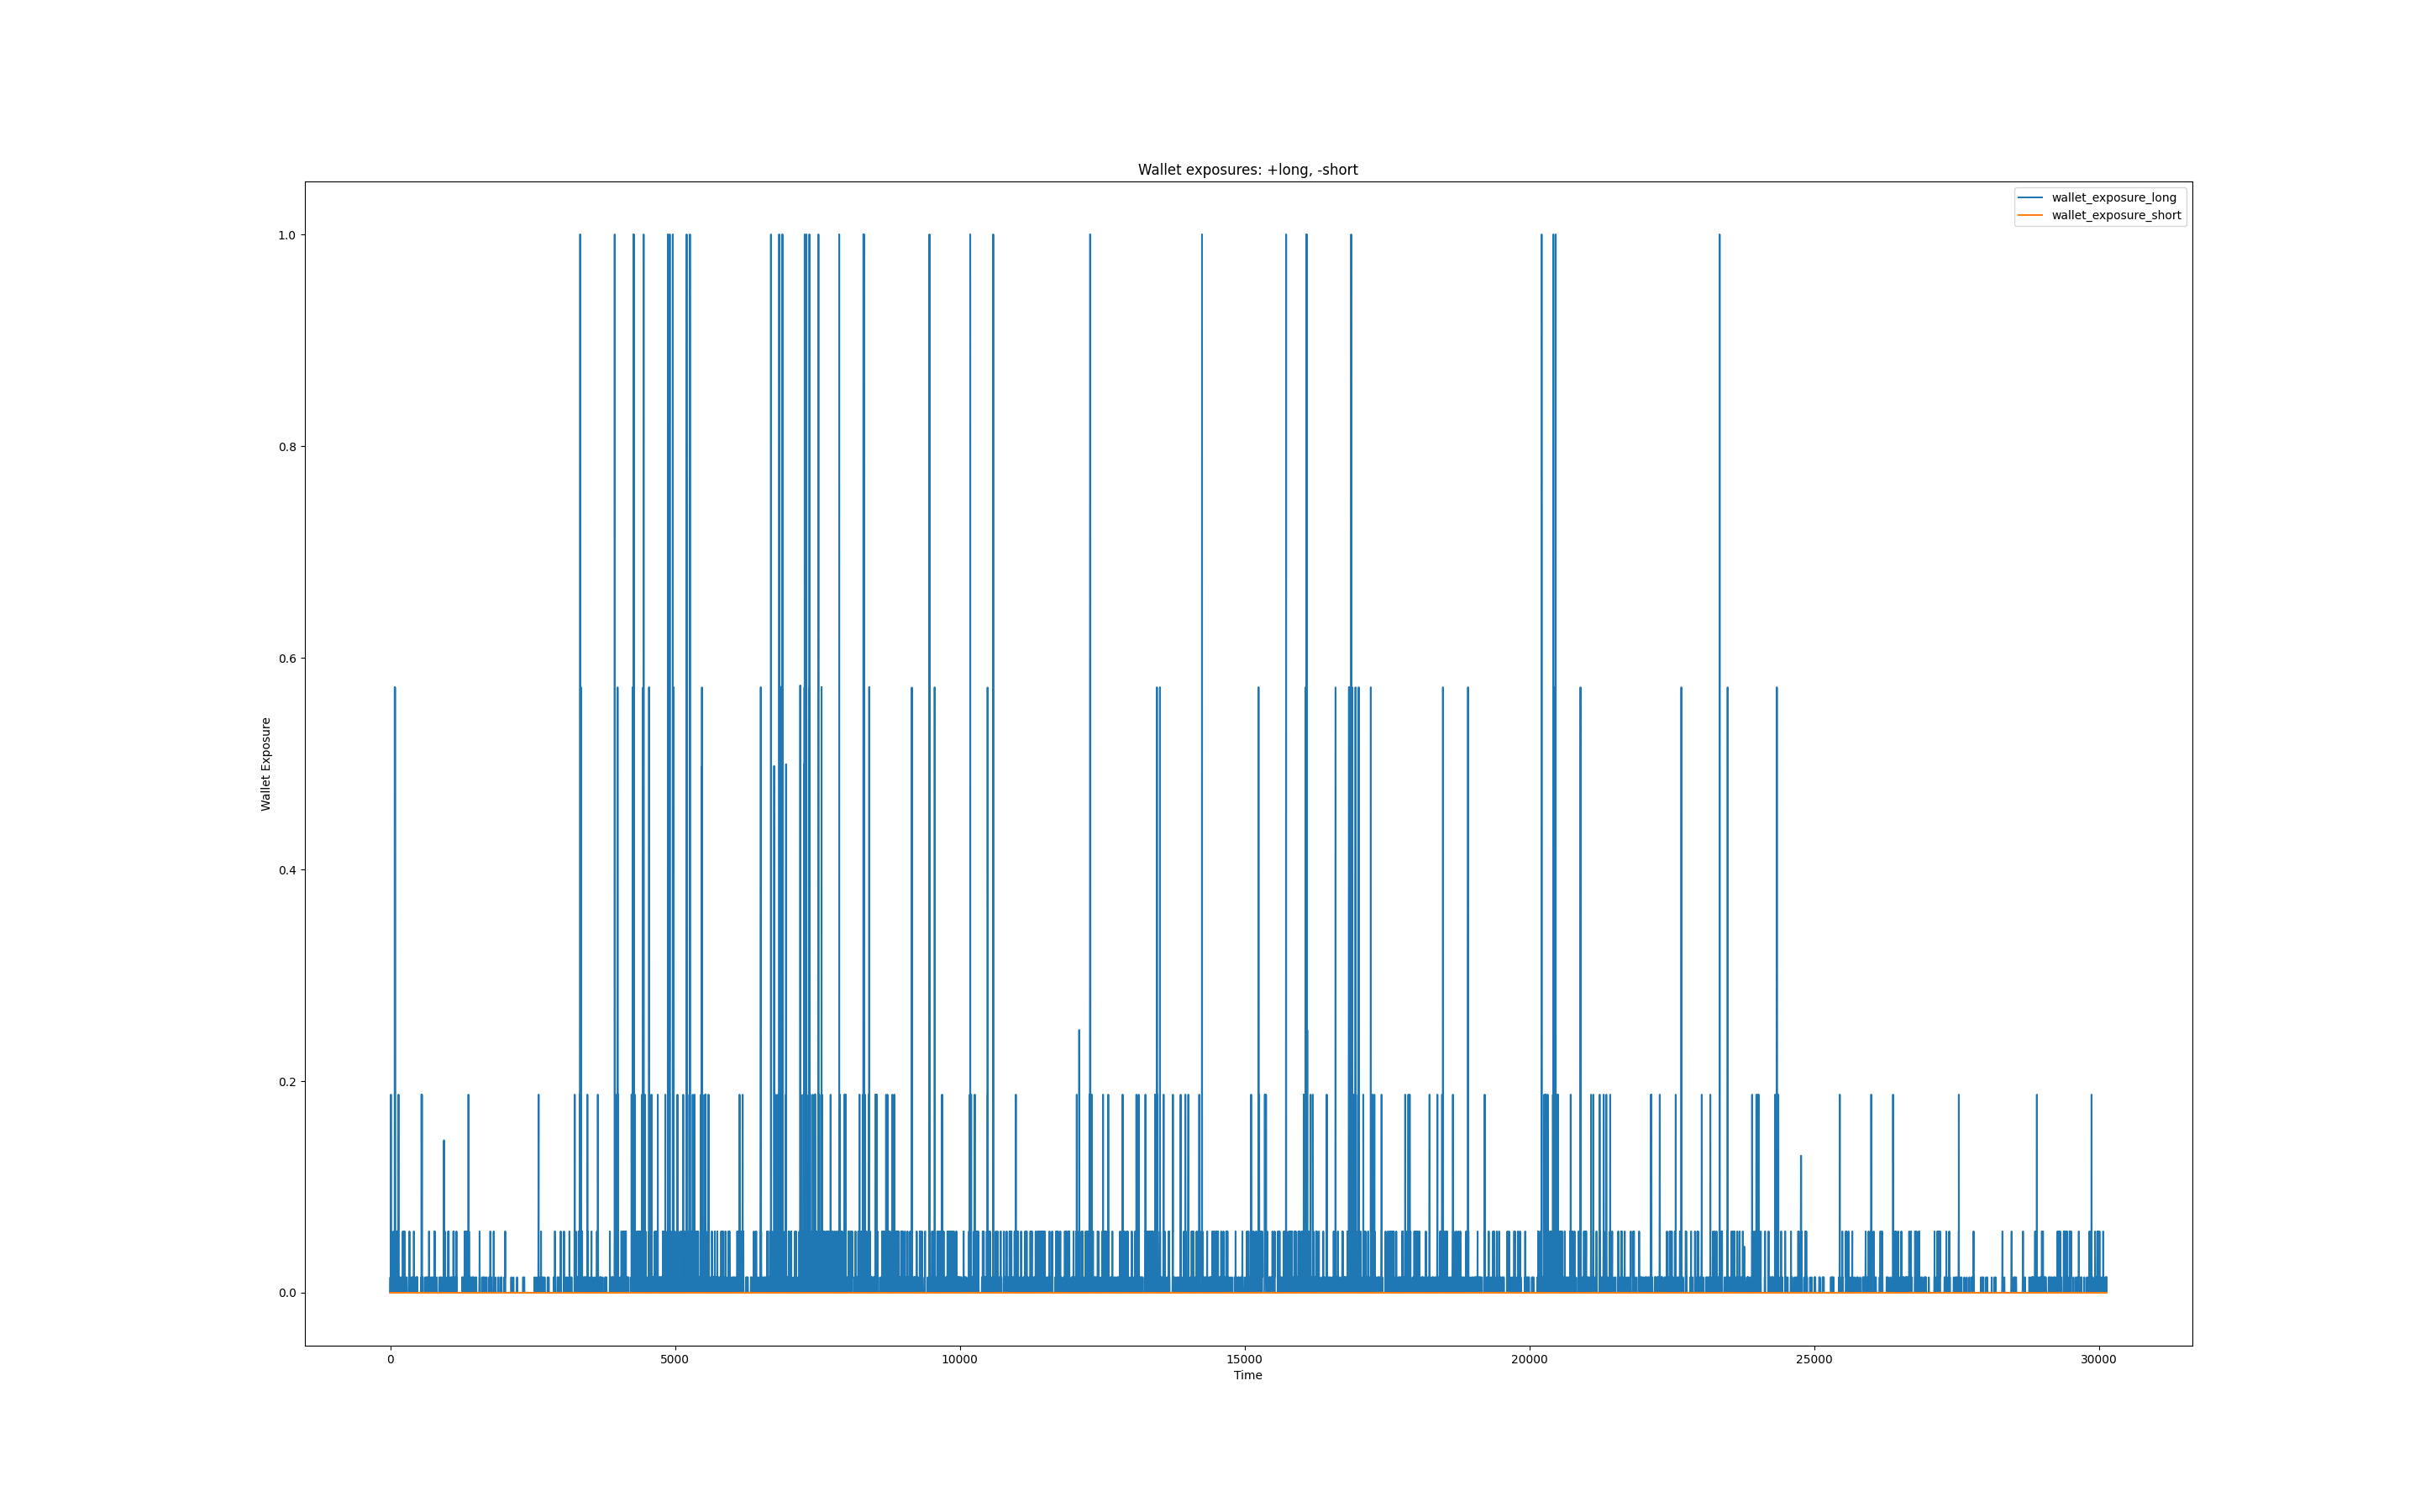 Wallet exposures: +long, -short
wallet_exposure_long
wallet_exposure_short
1.0
0.8
0.6
0.4
0.2
0.0
Wallet Exposure
0 5000 10000 15000 20000 25000 30000
Time